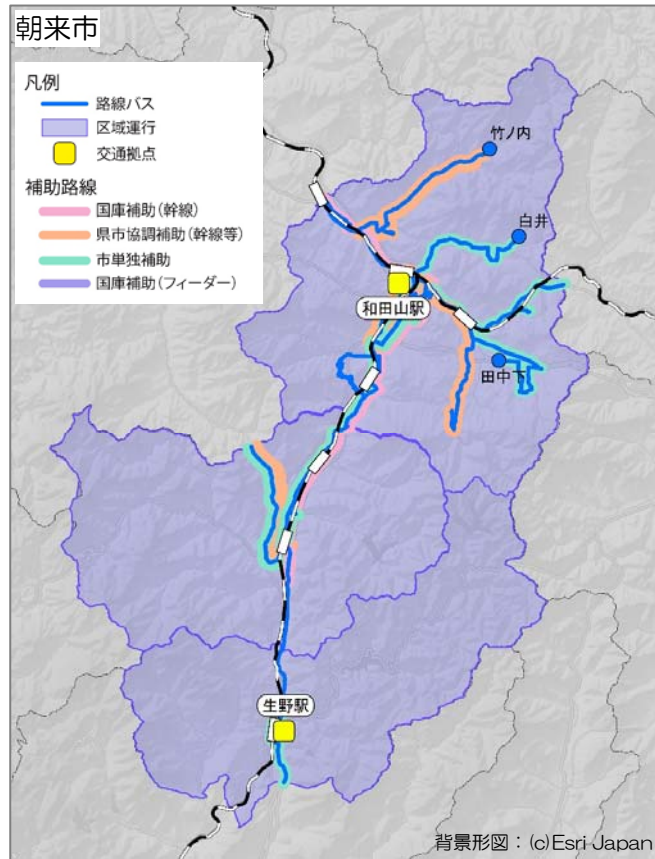 朝来市
凡例
路線バス
区域運行
交通拠点
補助路線
国庫補助(幹線)
県市協調補助(幹線等)
市単独補助
国庫補助(フィーダー)
竹ノ内
白井
和田山駅
田中下
生野駅
背景形図:(c)Esri Japan